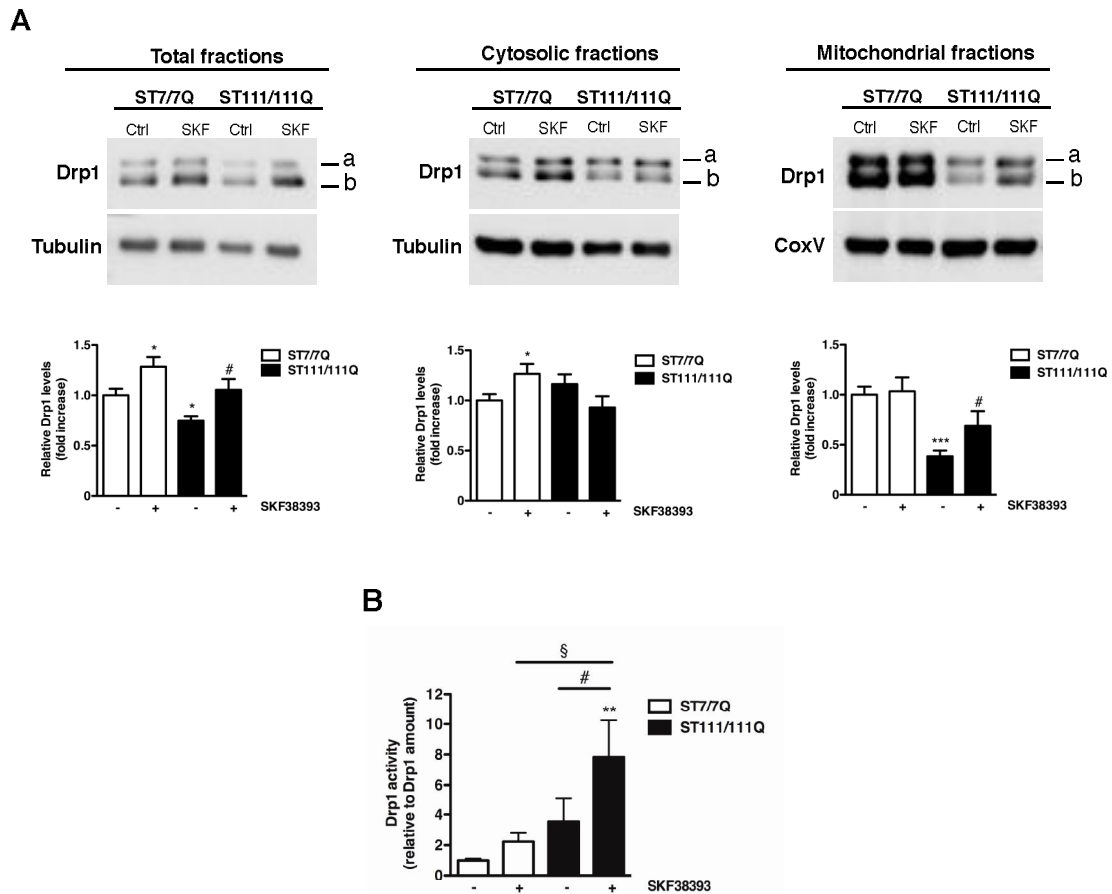 A
Total fractions
ST7/7Q ST111/111Q
Ctrl SKF Ctrl SKF
Drp1
a
b
Tubulin
Cytosolic fractions
ST7/7Q ST111/111Q
Ctrl SKF Ctrl SKF
Drp1
a
b
Tubulin
Mitochondrial fractions
ST7/7Q ST111/111Q
Ctrl SKF Ctrl SKF
Drp1
a
b
CoxV
Relative Drp1 levels
(fold increase)
1.5
1.0
0.5
0
*
*
#
ST7/7Q
ST111/111Q
- + - + SKF38393
Relative Drp1 levels
(fold increase)
1.5
1.0
0.5
0
*
ST7/7Q
ST111/111Q
- + - + SKF38393
Relative Drp1 levels
(fold increase)
1.5
1.0
0.5
0
***
#
ST7/7Q
ST111/111Q
- + - + SKF38393
B
Drp1 activity
(relative to Drp1 amount)
12
10
8
6
4
2
0
§
#
**
ST7/7Q
ST111/111Q
- + - + SKF38393